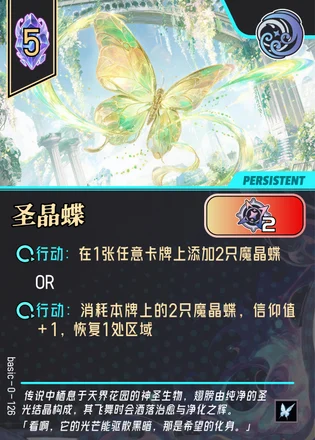 5
PERSISTENT
圣晶蝶
2
行动：在1张任意卡牌上添加2只魔晶蝶
OR
行动：消耗本牌上的2只魔晶蝶，信仰值
+1，恢复1处区域
传说中栖息于天界花园的神圣生物，翅膀由纯净的圣
光结晶构成，其飞舞时会洒落治愈与净化之辉。
「看啊，它的光芒能驱散黑暗，那是希望的化身。」
basic-0-126